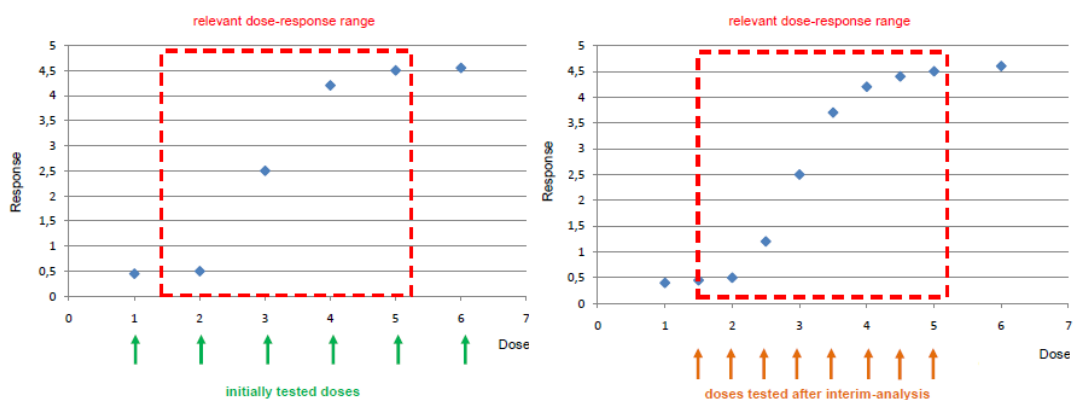 relevant dose-response range
5
4,5
4
3,5
3
2,5
2
1,5
1
0,5
0
Response
0 1 2 3 4 5 6 7
Dose
initially tested doses
relevant dose-response range
5
4,5
4
3,5
3
2,5
2
1,5
1
0,5
0
Response
0 1 2 3 4 5 6 7
Dose
doses tested after interim-analysis